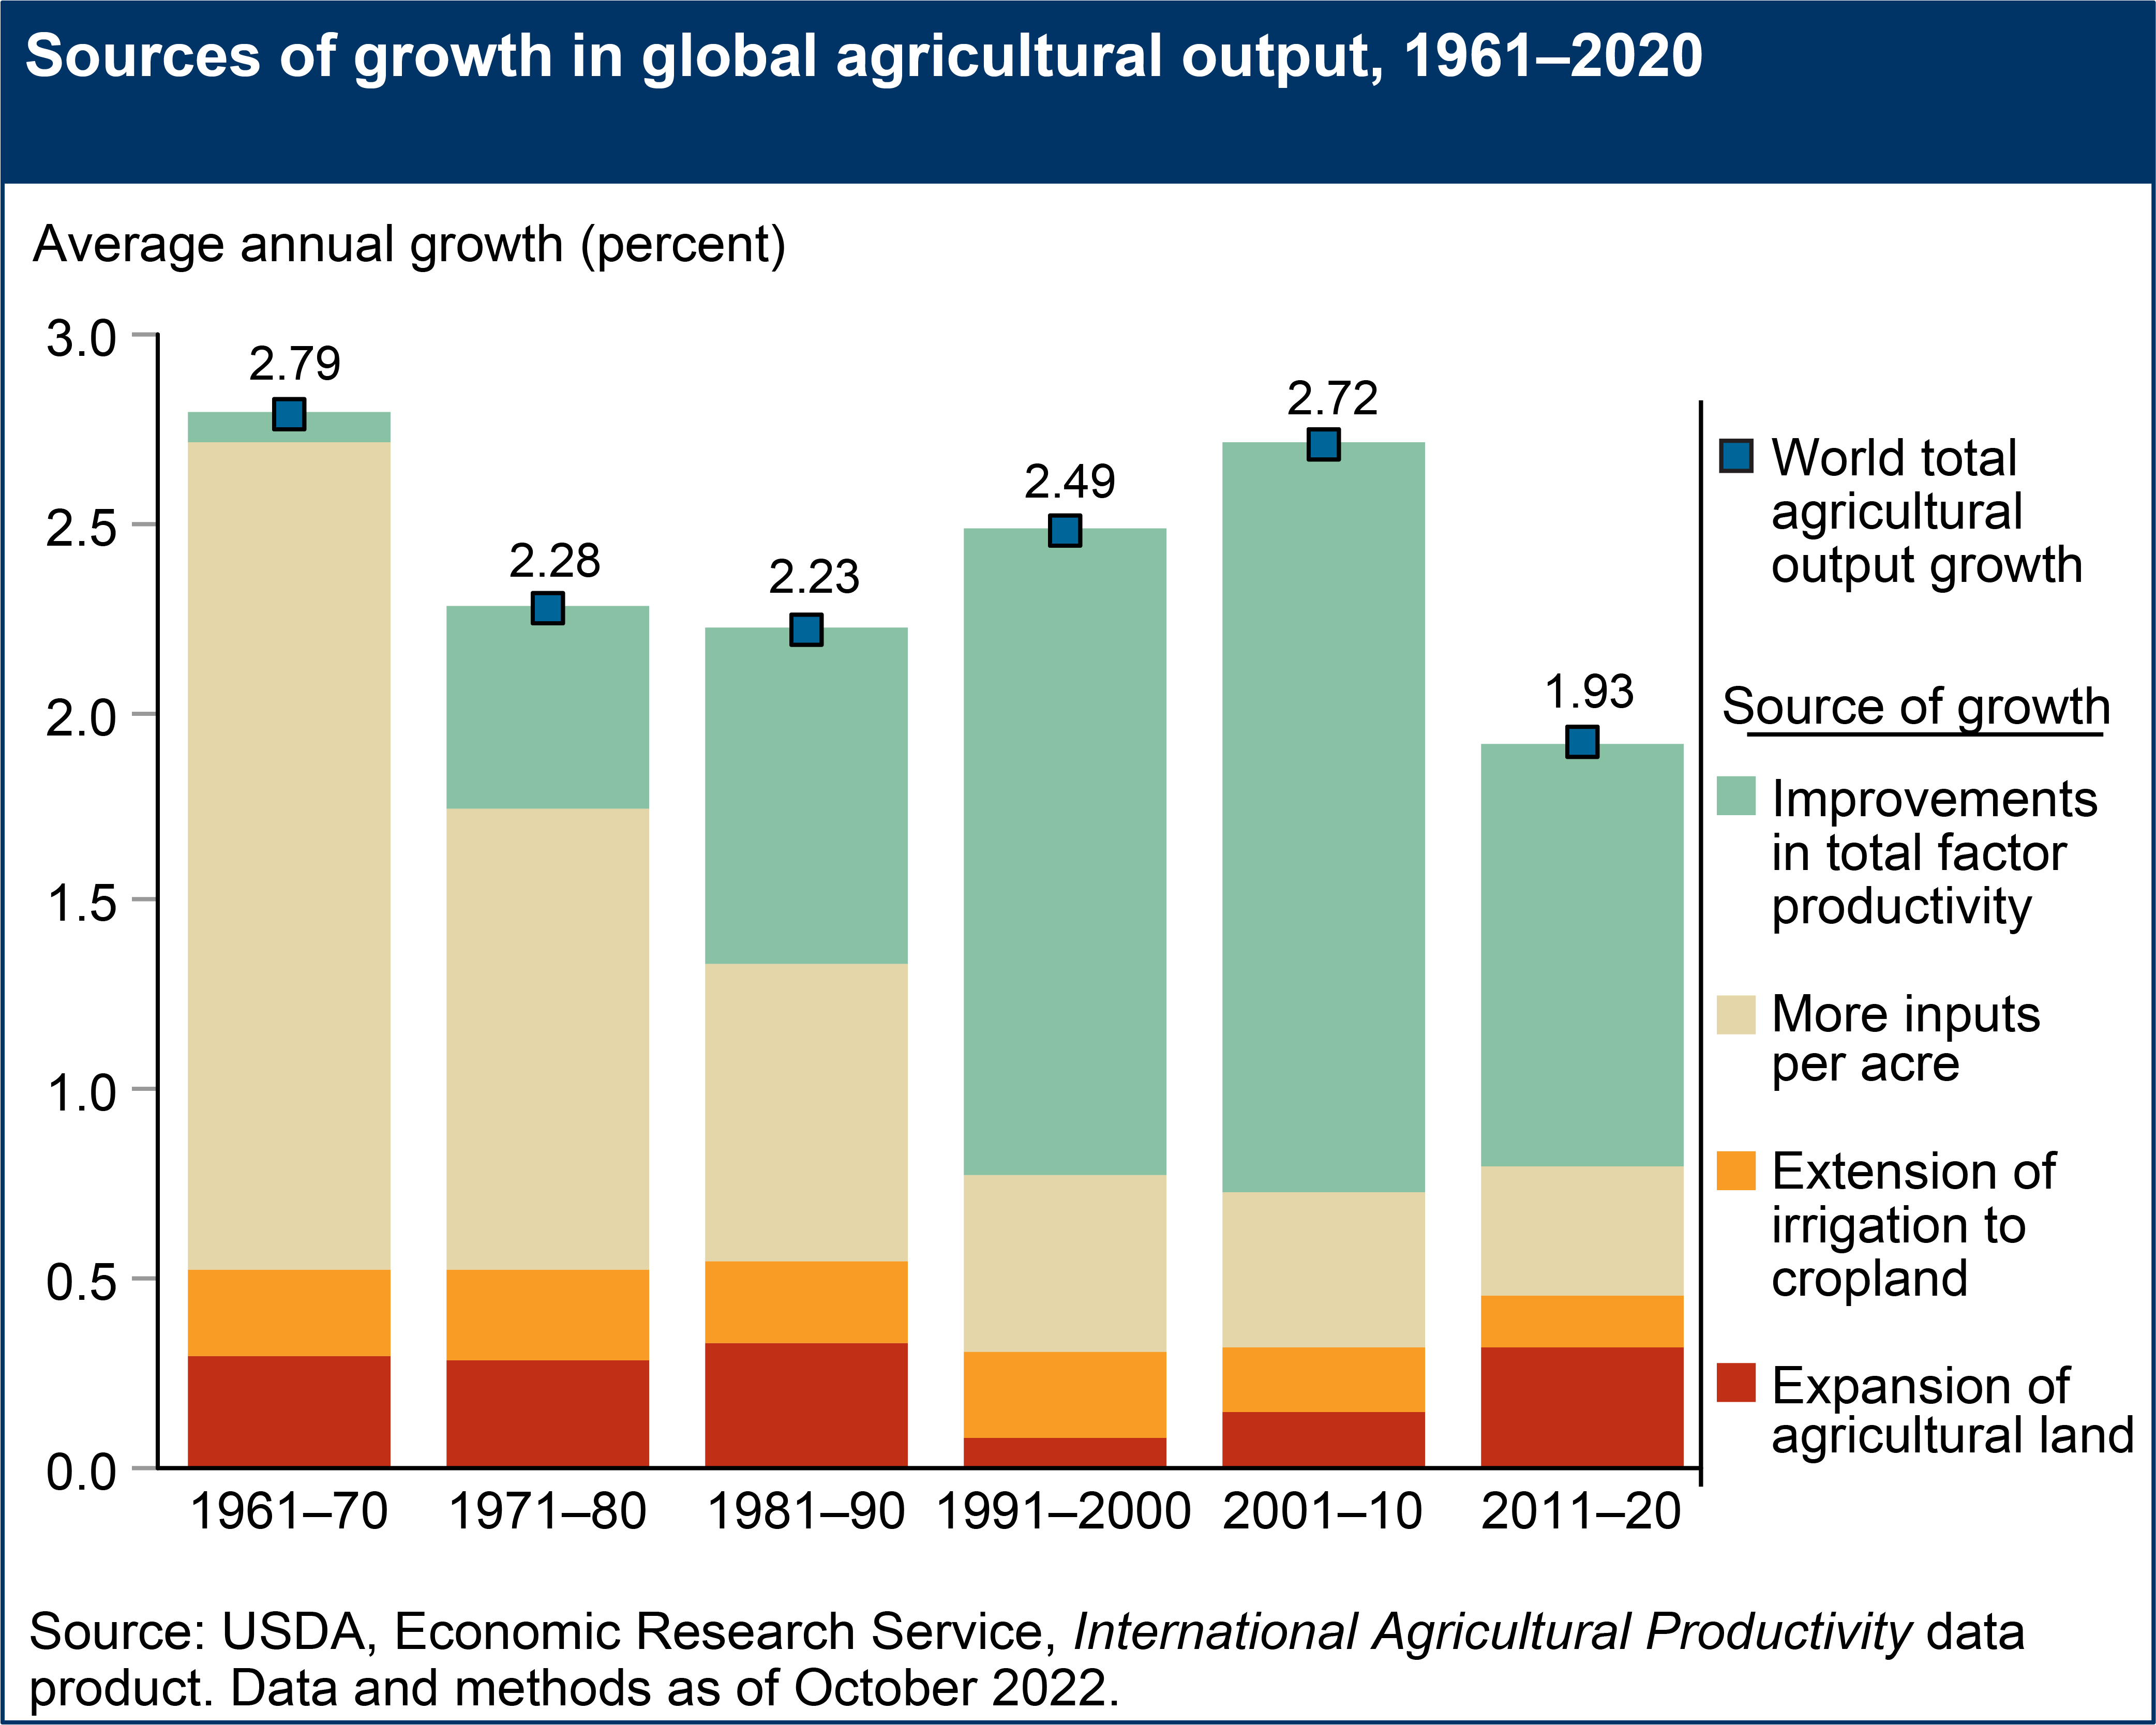 Sources of growth in global agricultural output, 1961–2020
Average annual growth (percent)
3.0
2.5
2.0
1.5
1.0
0.5
0.0
2.79
2.28
2.23
2.49
2.72
1.93
1961–70
1971–80
1981–90
1991–2000
2001–10
2011–20
World total
agricultural
output growth
Source of growth
Improvements
in total factor
productivity
More inputs
per acre
Extension of
irrigation to
cropland
Expansion of
agricultural land
Source: USDA, Economic Research Service, International Agricultural Productivity data
product. Data and methods as of October 2022.